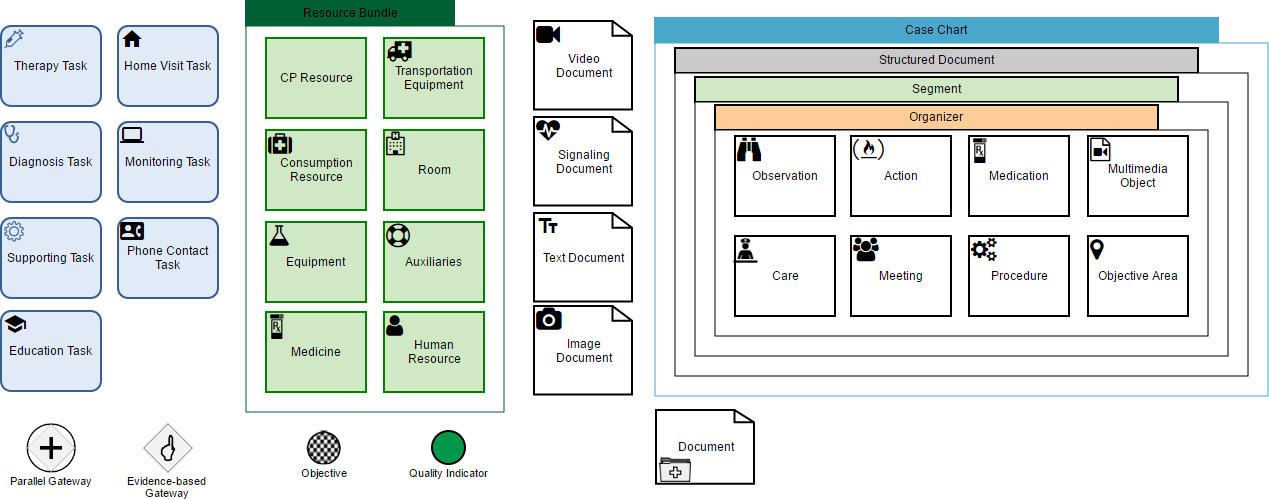 Therapy Task
Home Visit Task
Diagnosis Task
Monitoring Task
Supporting Task
Phone Contact
Task
Education Task
Parallel Gateway
Evidence-based
Gateway
Resource Bundle
CP Resource
Transportation
Equipment
Consumption
Resource
H
Room
Equipment
Auxiliaries
Rx
Medicine
Human
Resource
Objective
Quality Indicator
Video
Document
Signaling
Document
TT
Text Document
Image
Document
Case Chart
Structured Document
Segment
Organizer
Observation
Action
Rx
Medication
Multimedia
Object
Care
Meeting
Procedure
Objective Area
Document